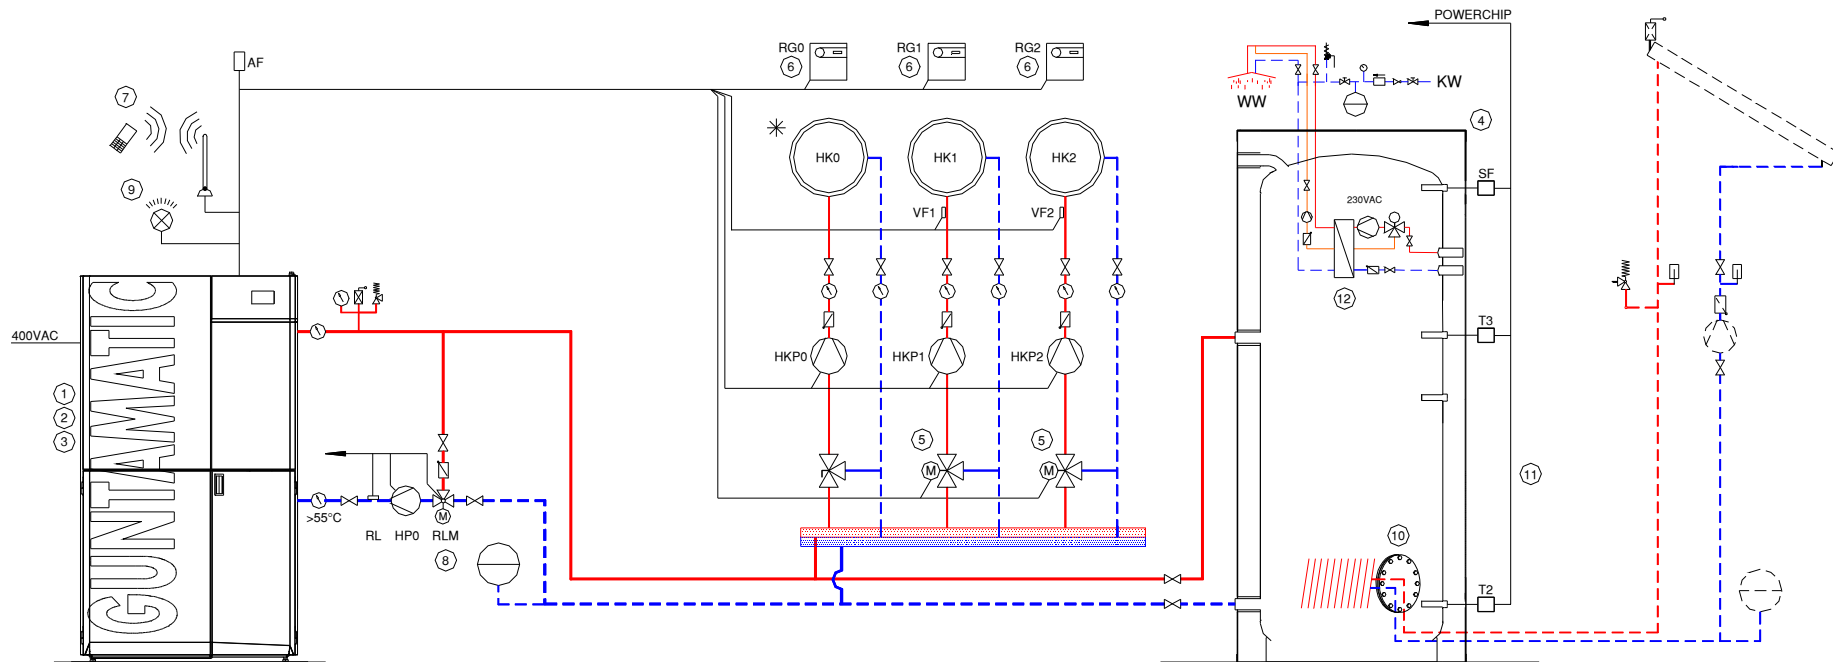 POWERCHIP
RG0
RG1
RG2
6
6
6
AF
7
WW
KW
4
HK0
HK1
HK2
9
SF
230VAC
VF1
VF2
12
400VAC
T3
HKP0
HKP1
HKP2
GUNTAMATIC
1
2
3
5
5
M
M
11
>55°C
M
RL
HP0
RLM
8
10
T2